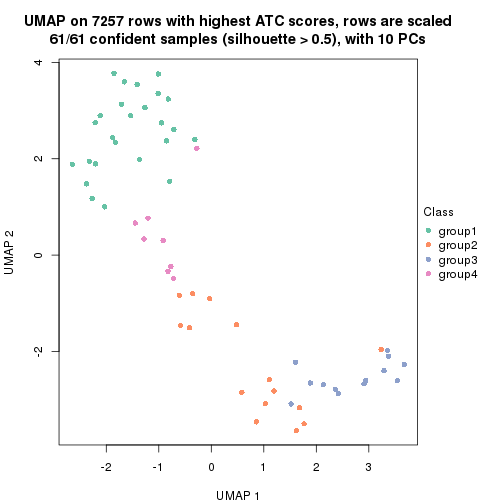 UMAP on 7257 rows with highest ATC scores, rows are scaled
61/61 confident samples (silhouette > 0.5), with 10 PCs
4
2
0
-2
UMAP 2
-2
-1
0
1
2
3
UMAP 1
Class
group1
group2
group3
group4